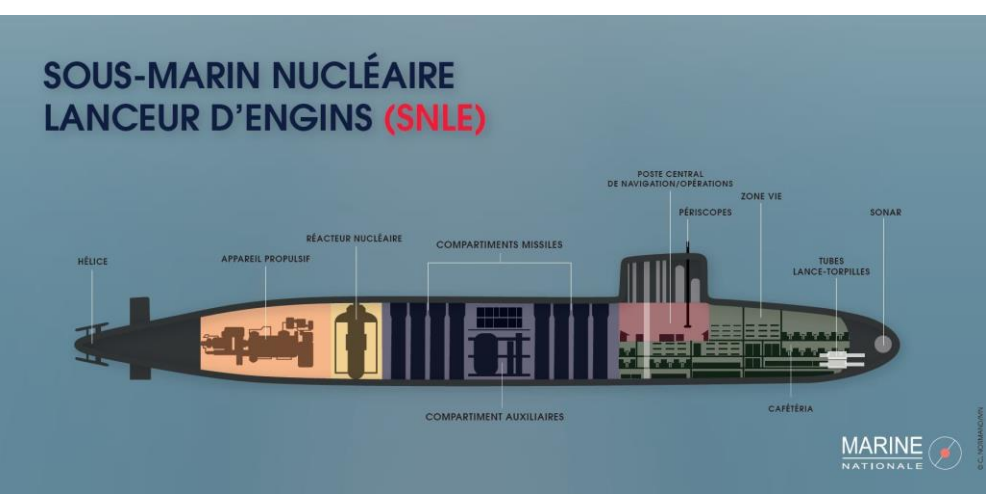 SOUS-MARIN NUCLÉAIRE
LANCEUR D'ENGINS (SNLE)
POSTE CENTRAL
DE NAVIGATION/OPÉRATIONS
ZONE VIE
PÉRISCOPES
SONAR
RÉACTEUR NUCLÉAIRE
COMPARTIMENTS MISSILES
HÉLICE
APPAREIL PROPULSIF
TUBES
LANCE-TORPILLES
COMPARTIMENT AUXILIAIRES
CAFÉTÉRIA
MARINE
NATIONALE